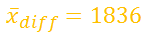 x̄_diff = 1836